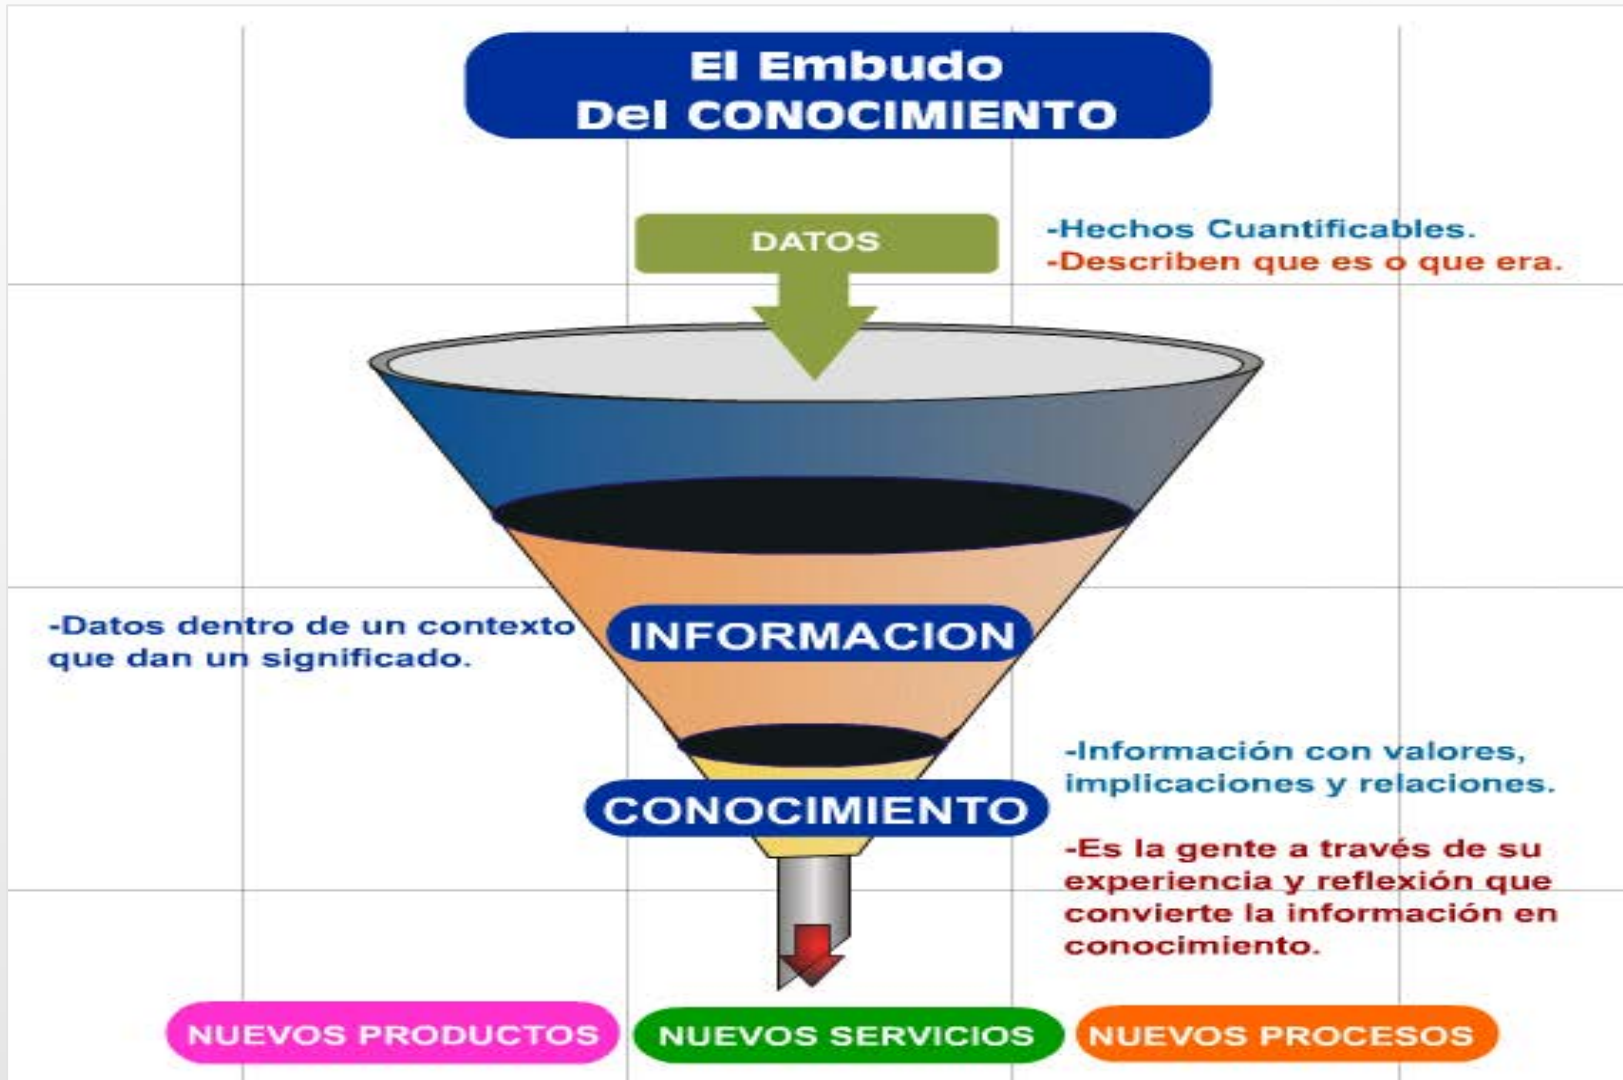 El Embudo
Del CONOCIMIENTO
DATOS
-Hechos Cuantificables.
-Describen que es o que era.
-Datos dentro de un contexto
que dan un significado.
INFORMACION
-Información con valores,
implicaciones y relaciones.
CONOCIMIENTO
-Es la gente a través de su
experiencia y reflexión que
convierte la información en
conocimiento.
NUEVOS PRODUCTOS
NUEVOS SERVICIOS
NUEVOS PROCESOS